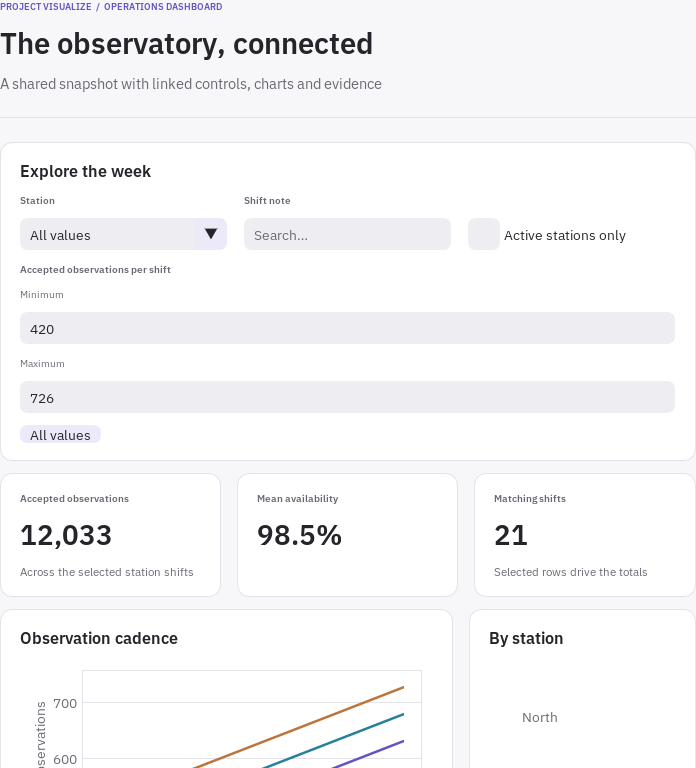 PROJECT VISUALIZE / OPERATIONS DASHBOARD
The observatory, connected
A shared snapshot with linked controls, charts and evidence
Explore the week
Station
Shift note
All values
Search...
Active stations only
Accepted observations per shift
Minimum
420
Maximum
726
All values
Accepted observations
12,033
Across the selected station shifts
Mean availability
98.5%
Matching shifts
21
Selected rows drive the totals
Observation cadence
700
600
By station
North